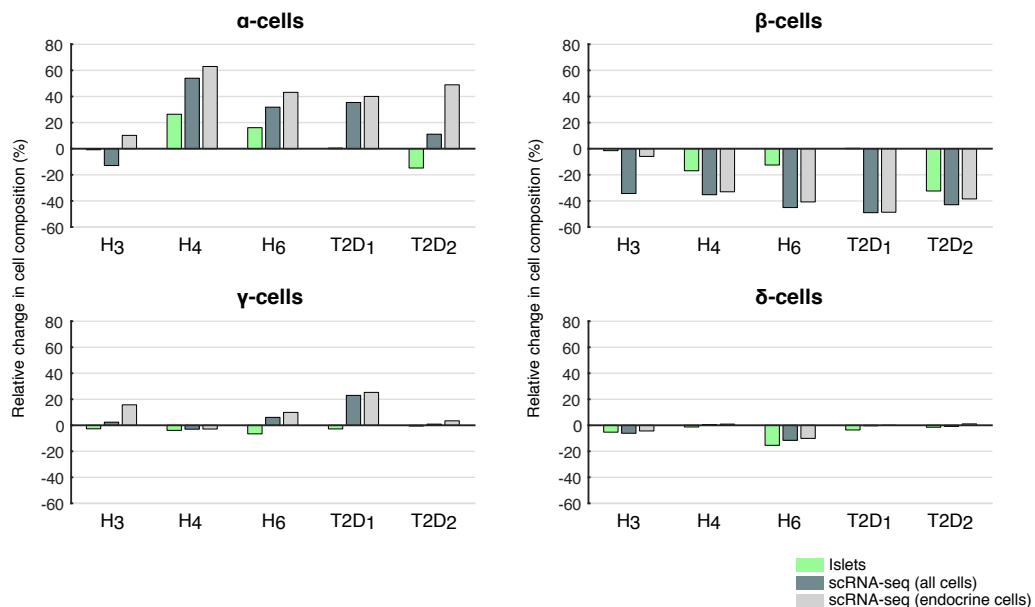 α-cells
Relative change in cell composition (%)
80
60
40
20
0
-20
-40
-60
H3
H4
H6
T2D1
T2D2
β-cells
80
60
40
20
0
-20
-40
-60
H3
H4
H6
T2D1
T2D2
γ-cells
80
60
40
20
0
-20
-40
-60
H3
H4
H6
T2D1
T2D2
δ-cells
Relative change in cell composition (%)
80
60
40
20
0
-20
-40
-60
H3
H4
H6
T2D1
T2D2
Islets
scRNA-seq (all cells)
scRNA-seq (endocrine cells)